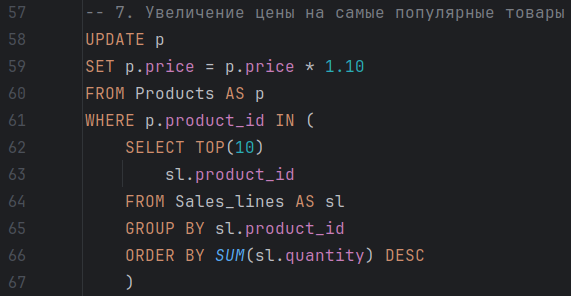 57 -- 7. Увеличение цены на самые популярные товары
58 UPDATE p
59 SET p.price = p.price * 1.10
60 FROM Products AS p
61 WHERE p.product_id IN (
62 SELECT TOP(10)
63 sl.product_id
64 FROM Sales_lines AS sl
65 GROUP BY sl.product_id
66 ORDER BY SUM(sl.quantity) DESC
67 )